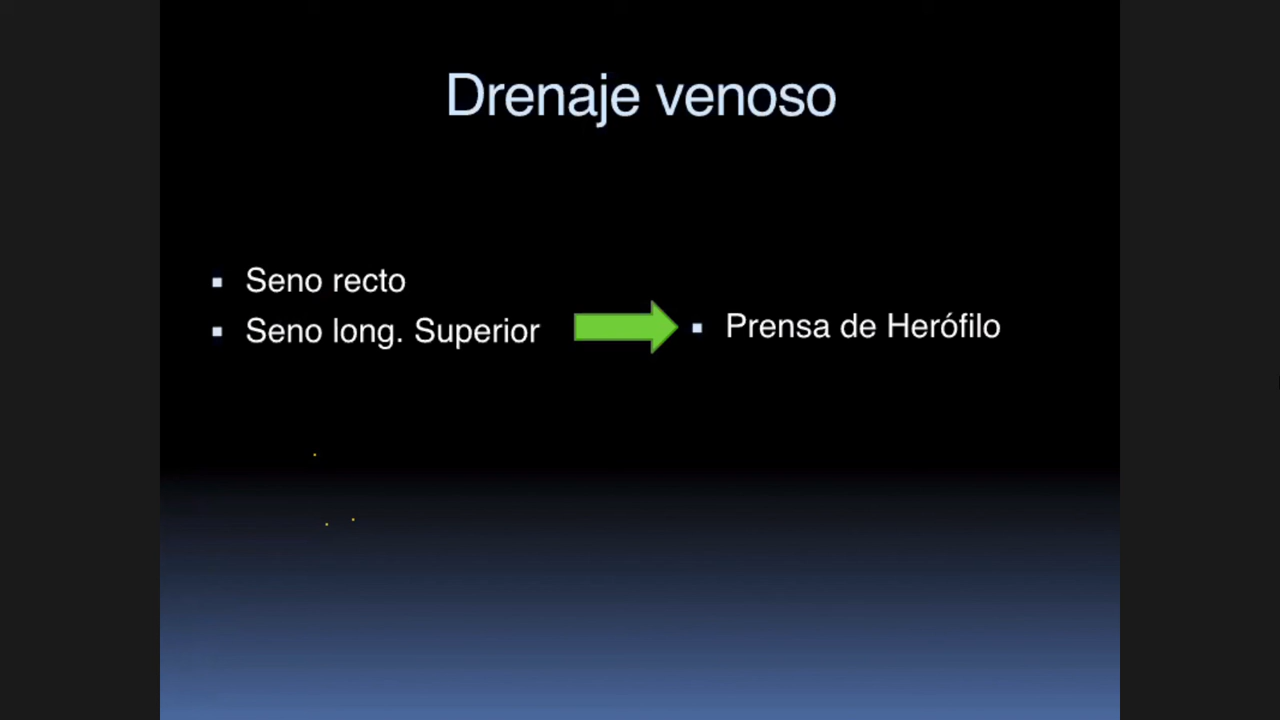 Drenaje venoso
Seno recto
Seno long. Superior
Prensa de Herófilo